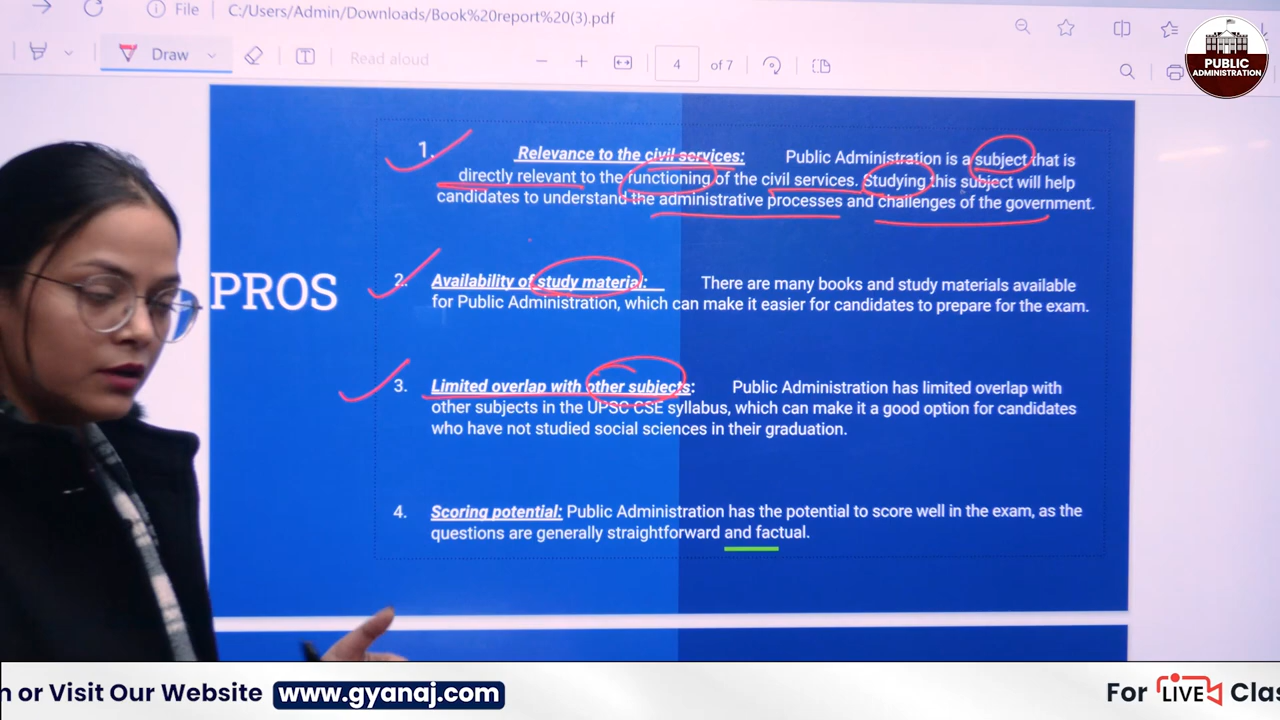 File C:/Users/Admin/Downloads/Book%20report%20(3).pdf
Draw Read aloud 4 of 7
PUBLIC
ADMINISTRATION
PROS
1. Relevance to the civil services: Public Administration is a subject that is
directly relevant to the functioning of the civil services. Studying this subject will help
candidates to understand the administrative processes and challenges of the government.
2. Availability of study material: There are many books and study materials available
for Public Administration, which can make it easier for candidates to prepare for the exam.
3. Limited overlap with other subjects: Public Administration has limited overlap with
other subjects in the UPSC CSE syllabus, which can make it a good option for candidates
who have not studied social sciences in their graduation.
4. Scoring potential: Public Administration has the potential to score well in the exam, as the
questions are generally straightforward and factual.
n or Visit Our Website www.gyanaj.com For LIVE Clas